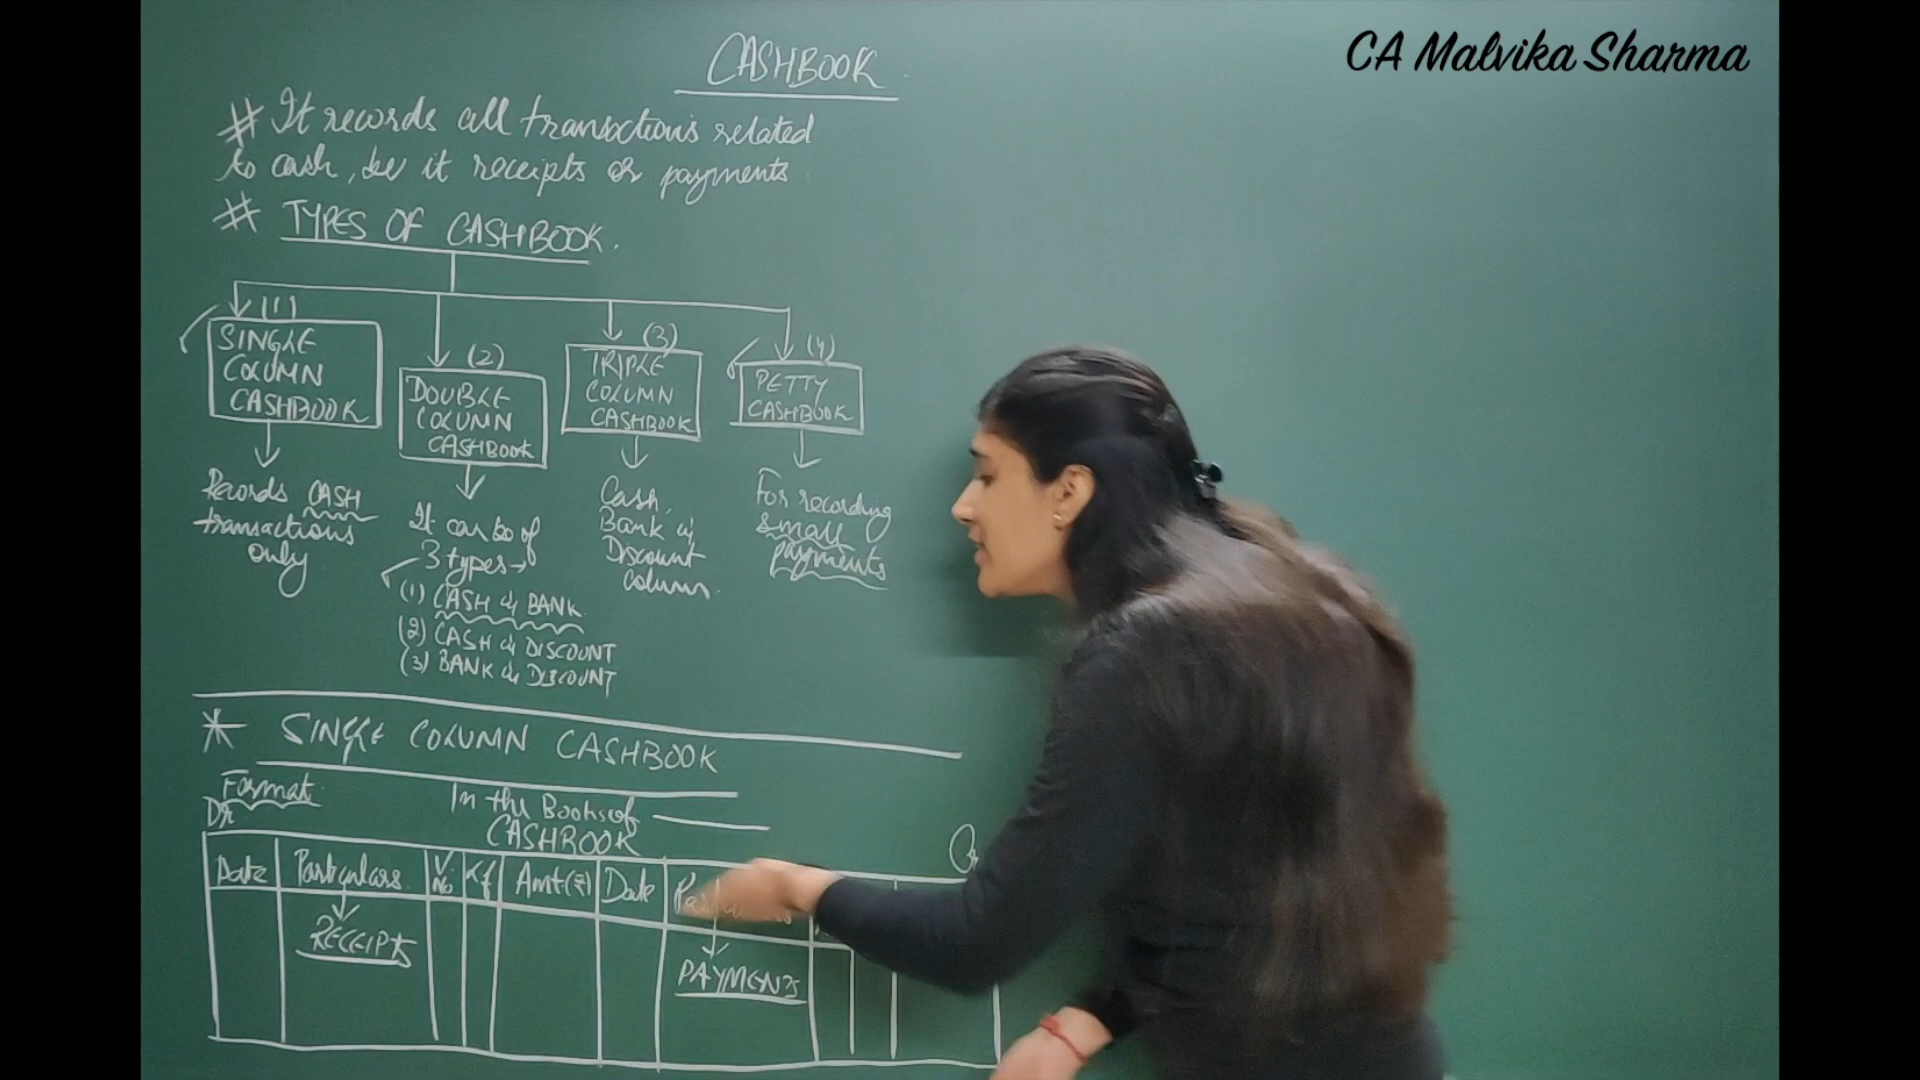 CA Malvika Sharma
CASHBOOK
# It records all transactions related
to cash, be it receipts or payments
# TYPES OF CASHBOOK.
(1)
SINGLE
COLUMN
CASHBOOK
Records CASH
transactions
only
(2)
DOUBLE
COLUMN
CASHBOOK
It can be of
3 types→
(1) CASH & BANK
(2) CASH & DISCOUNT
(3) BANK & DISCOUNT
(3)
TRIPLE
COLUMN
CASHBOOK
Cash,
Bank &
Discount
column.
(4)
PETTY
CASHBOOK
For recording
small
payments
* SINGLE COLUMN CASHBOOK
Format
In the Books of
Dr
CASHBOOK
Date Particulars V No Lf Amt(₹) Date
RECEIPTS
PAYMENTS